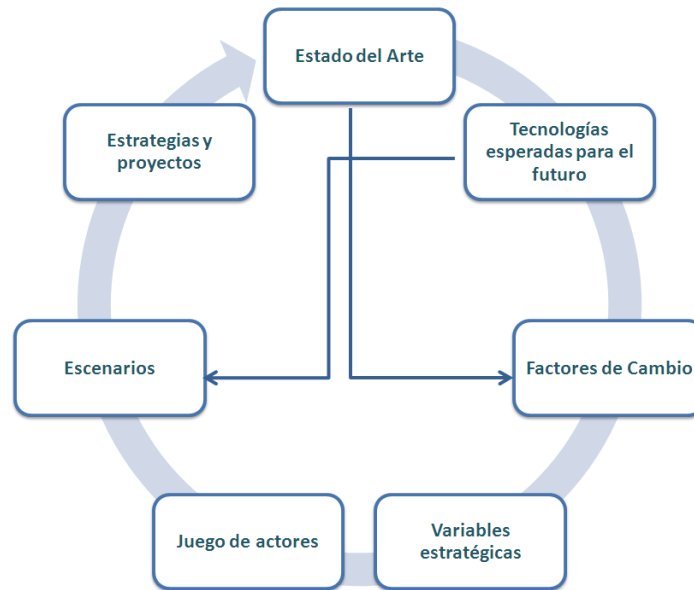 Estado del Arte
Tecnologías
esperadas para el
futuro
Factores de Cambio
Variables
estratégicas
Juego de actores
Escenarios
Estrategias y
proyectos